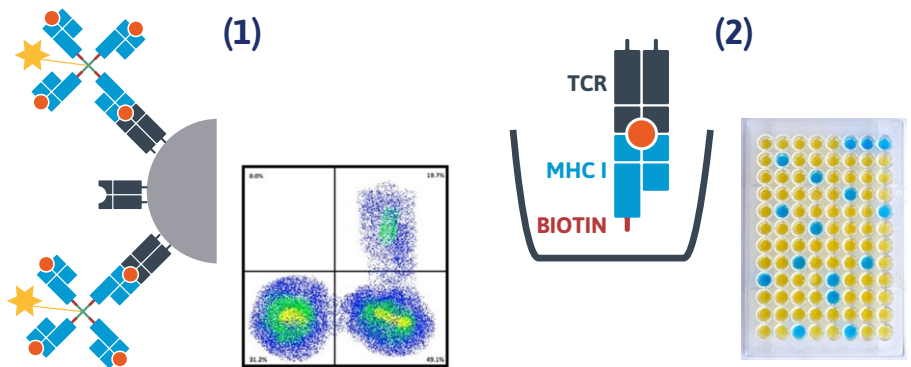 (1)
(2)
TCR
MHC I
BIOTIN
0.0%
19.7%
31.2%
49.1%